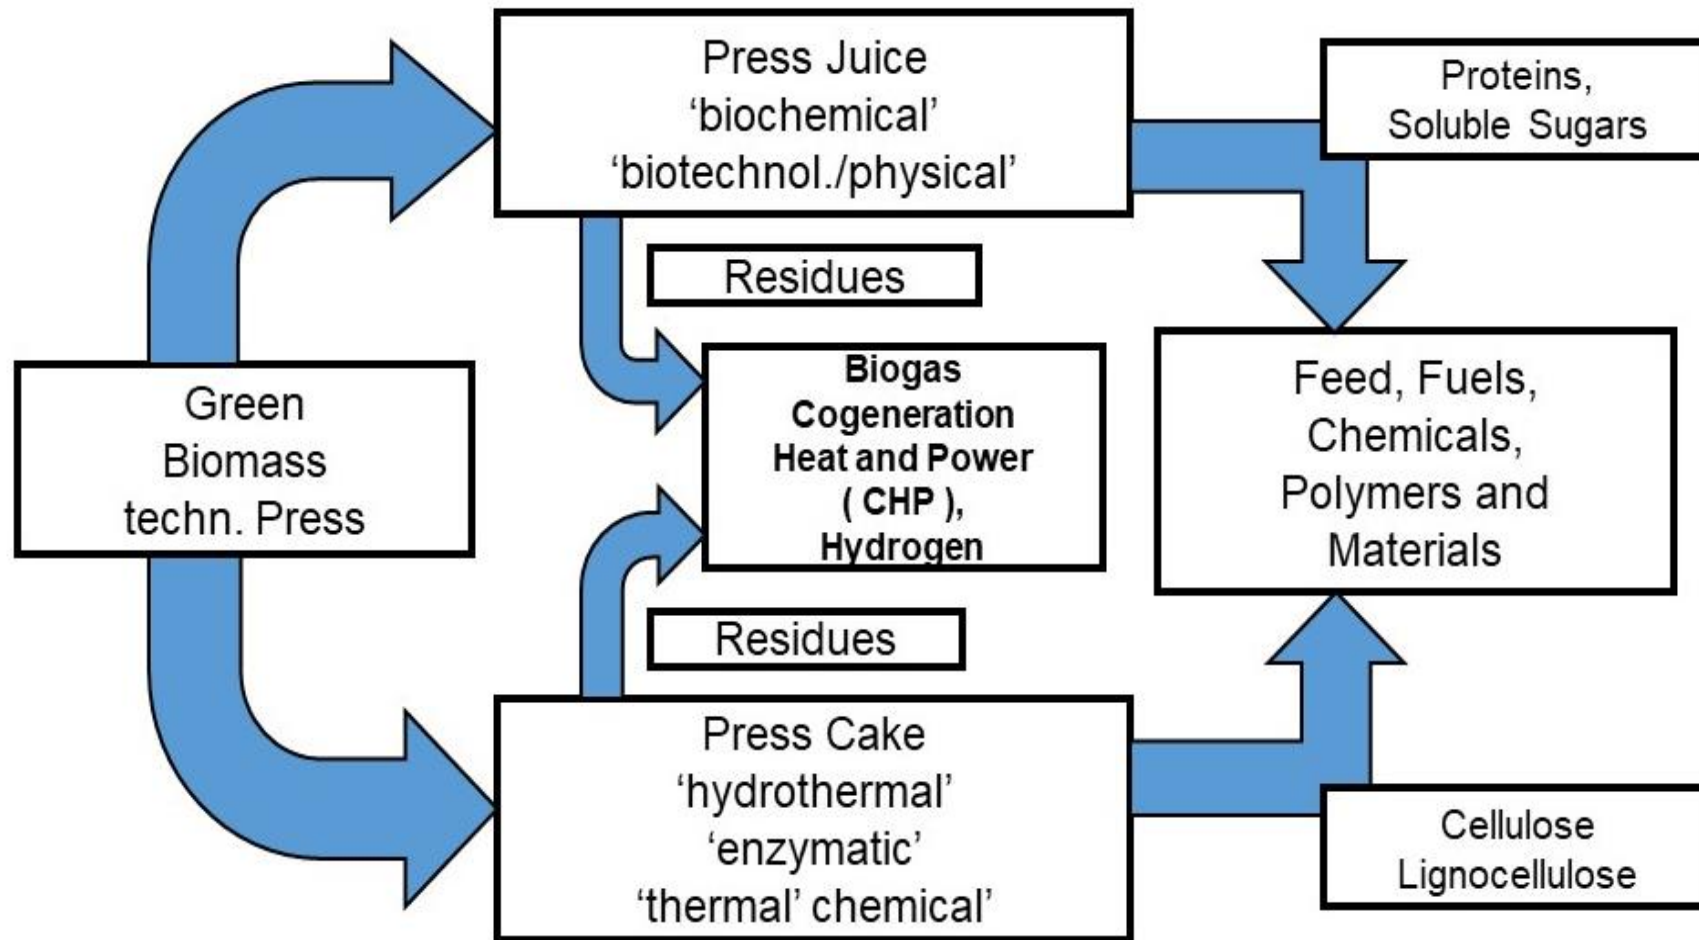 Press Juice
‘biochemical’
‘biotechnol./physical’
Proteins,
Soluble Sugars
Residues
Green
Biomass
techn. Press
Biogas
Cogeneration
Heat and Power
( CHP ),
Hydrogen
Feed, Fuels,
Chemicals,
Polymers and
Materials
Residues
Press Cake
‘hydrothermal’
‘enzymatic’
‘thermal’ chemical’
Cellulose
Lignocellulose